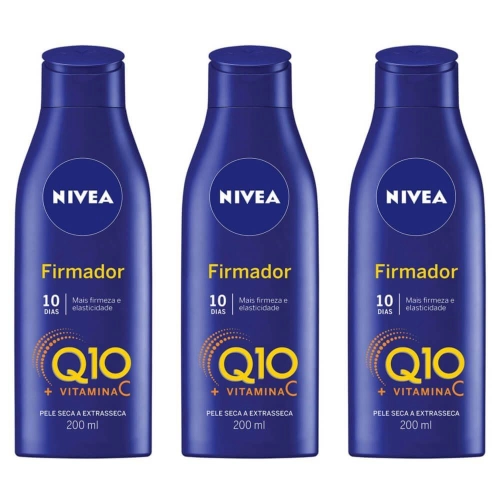 NIVEA
Firmador
10 DIAS
Mais firmeza e
elasticidade
Q10
+ VITAMINA C
PELE SECA A EXTRASSECA
200 ml
NIVEA
Firmador
10 DIAS
Mais firmeza e
elasticidade
Q10
+ VITAMINA C
PELE SECA A EXTRASSECA
200 ml
NIVEA
Firmador
10 DIAS
Mais firmeza e
elasticidade
Q10
+ VITAMINA C
PELE SECA A EXTRASSECA
200 ml